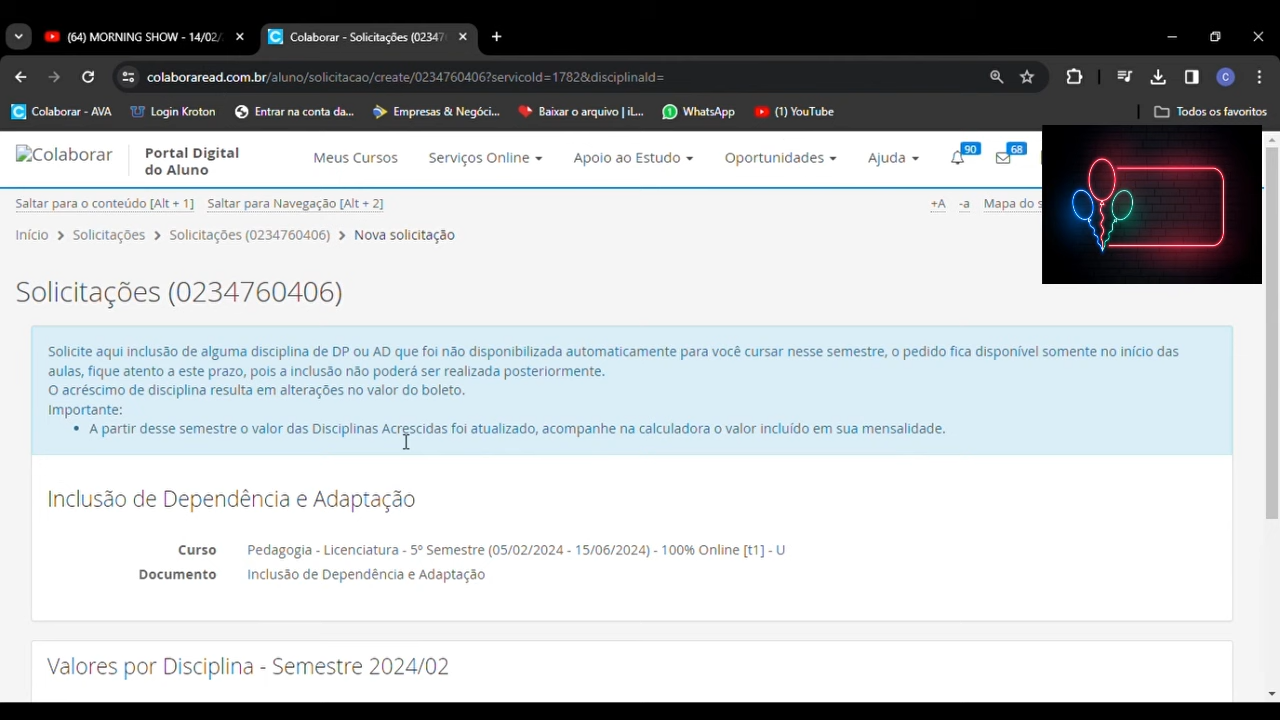 (64) MORNING SHOW - 14/02/
Colaborar - Solicitações (02347
colaboraread.com.br/aluno/solicitacao/create/0234760406?servicoId=1782&disciplinaId=
C
Colaborar - AVA
Login Kroton
Entrar na conta da...
Empresas & Negóci...
Baixar o arquivo | iL...
WhatsApp
(1) YouTube
Todos os favoritos
Colaborar
Portal Digital
do Aluno
Meus Cursos
Serviços Online
Apoio ao Estudo
Oportunidades
Ajuda
90
68
Saltar para o conteúdo [Alt + 1]
Saltar para Navegação [Alt + 2]
+A
-a
Mapa do
Início > Solicitações > Solicitações (0234760406) > Nova solicitação
Solicitações (0234760406)
Solicite aqui inclusão de alguma disciplina de DP ou AD que foi não disponibilizada automaticamente para você cursar nesse semestre, o pedido fica disponível somente no início das
aulas, fique atento a este prazo, pois a inclusão não poderá ser realizada posteriormente.
O acréscimo de disciplina resulta em alterações no valor do boleto.
Importante:
• A partir desse semestre o valor das Disciplinas Acrescidas foi atualizado, acompanhe na calculadora o valor incluído em sua mensalidade.
Inclusão de Dependência e Adaptação
Curso Pedagogia - Licenciatura - 5º Semestre (05/02/2024 - 15/06/2024) - 100% Online [t1] - U
Documento Inclusão de Dependência e Adaptação
Valores por Disciplina - Semestre 2024/02